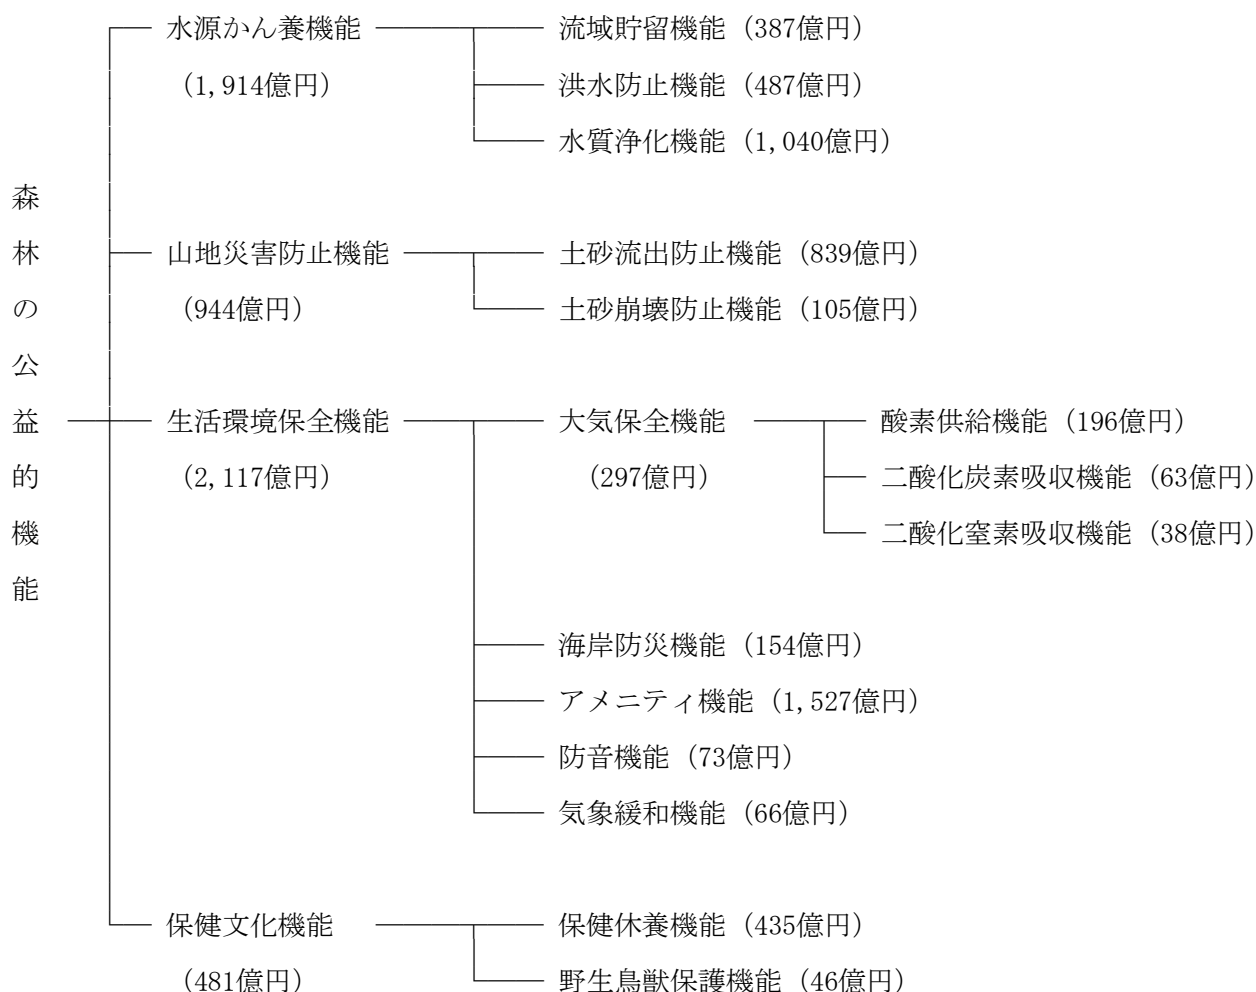 森林の公益的機能
水源かん養機能
(1,914億円)
流域貯留機能(387億円)
洪水防止機能(487億円)
水質浄化機能(1,040億円)
山地災害防止機能
(944億円)
土砂流出防止機能(839億円)
土砂崩壊防止機能(105億円)
生活環境保全機能
(2,117億円)
大気保全機能
(297億円)
酸素供給機能(196億円)
二酸化炭素吸収機能(63億円)
二酸化窒素吸収機能(38億円)
海岸防災機能(154億円)
アメニティ機能(1,527億円)
防音機能(73億円)
気象緩和機能(66億円)
保健文化機能
(481億円)
保健休養機能(435億円)
野生鳥獣保護機能(46億円)